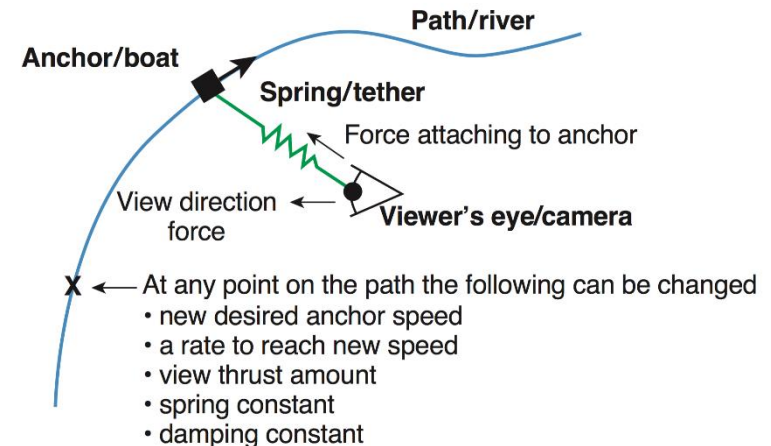 Path/river
Anchor/boat
Spring/tether
Force attaching to anchor
View direction
force
Viewer's eye/camera
X
At any point on the path the following can be changed
• new desired anchor speed
• a rate to reach new speed
• view thrust amount
• spring constant
• damping constant